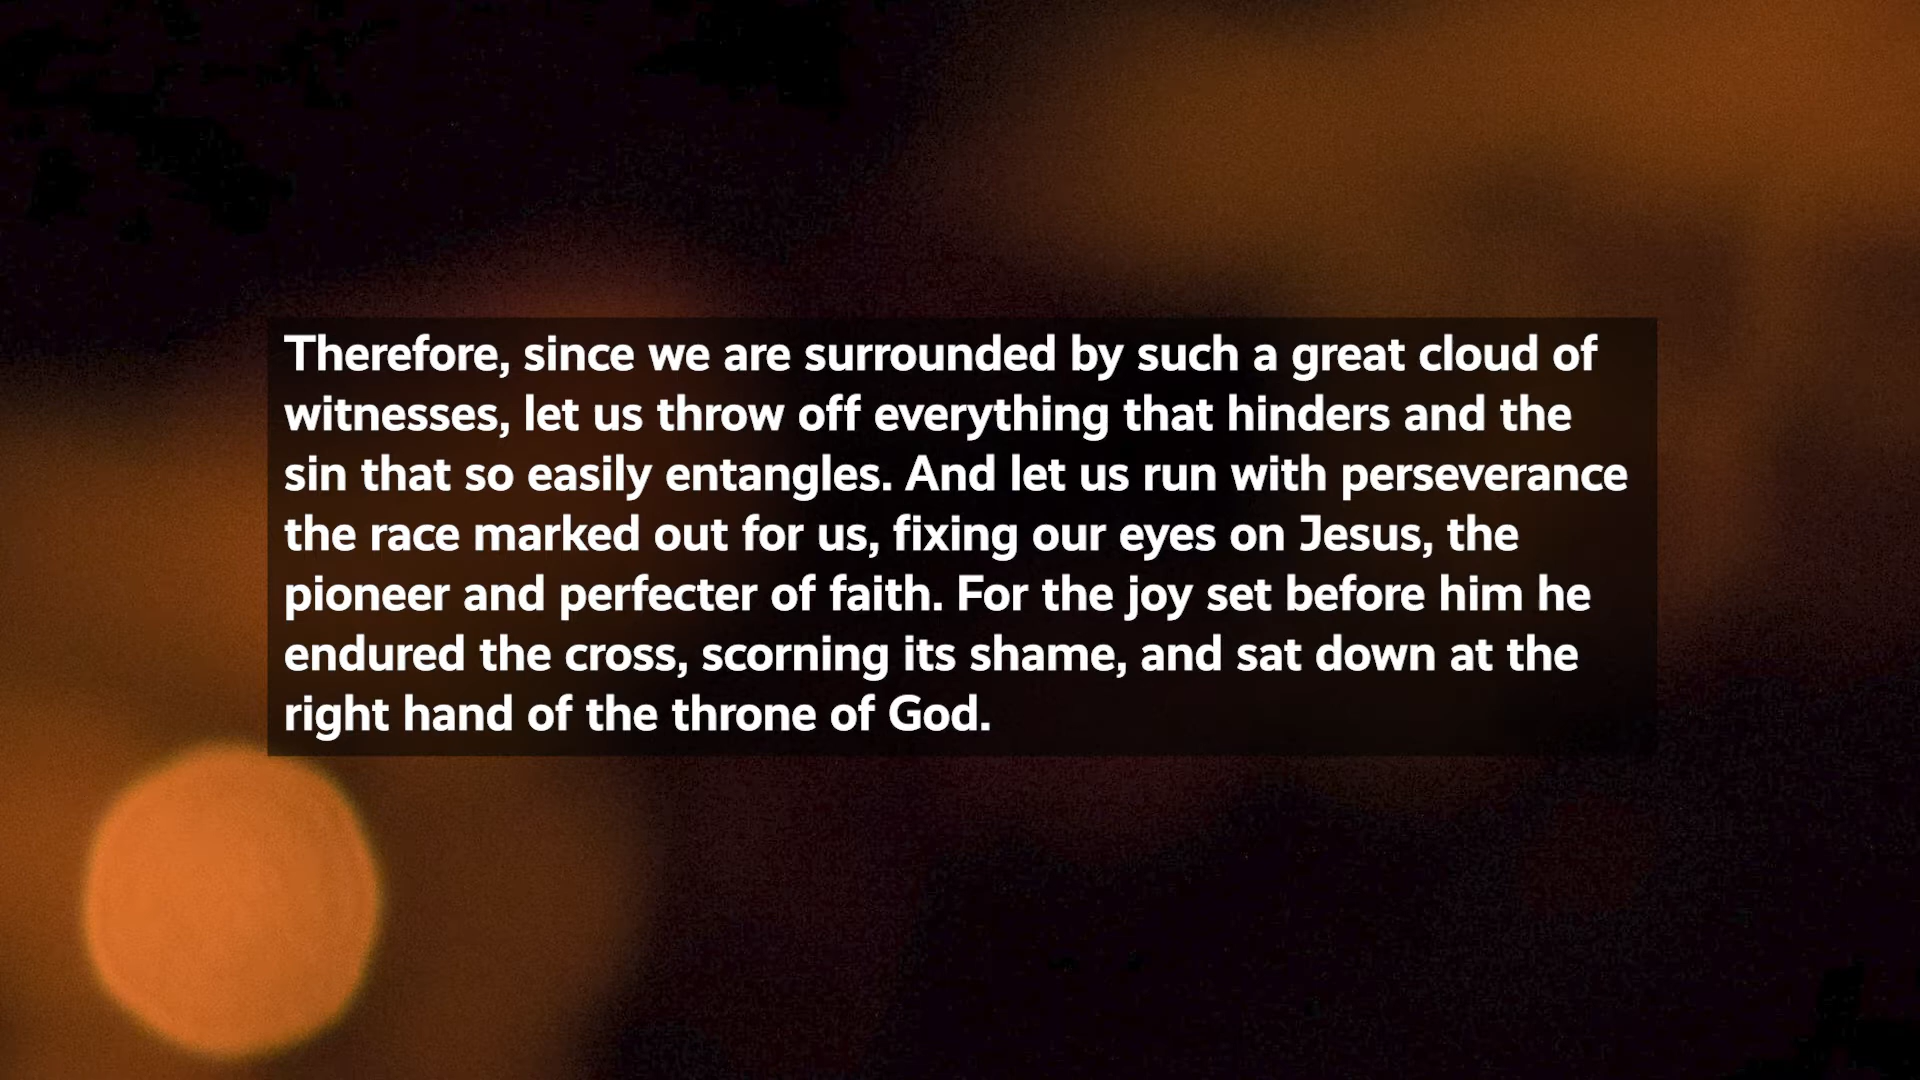 Therefore, since we are surrounded by such a great cloud of
witnesses, let us throw off everything that hinders and the
sin that so easily entangles. And let us run with perseverance
the race marked out for us, fixing our eyes on Jesus, the
pioneer and perfecter of faith. For the joy set before him he
endured the cross, scorning its shame, and sat down at the
right hand of the throne of God.